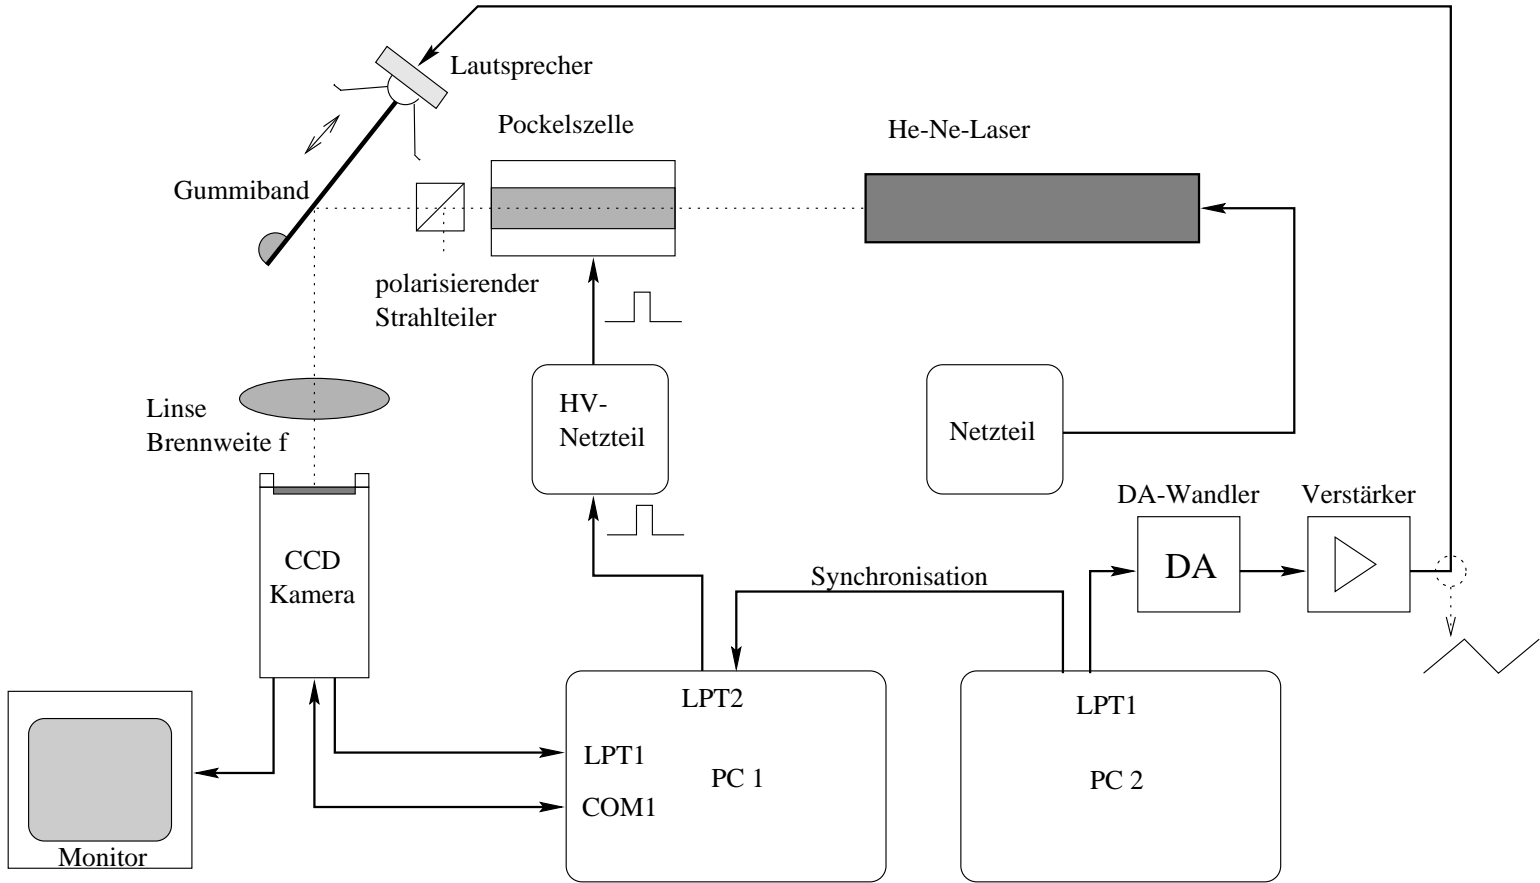 Lautsprecher
Pockelszelle
He-Ne-Laser
Gummiband
polarisierender
Strahlteiler
Linse
Brennweite f
HV-
Netzteil
Netzteil
DA-Wandler
Verstärker
CCD
Kamera
DA
Synchronisation
LPT2
LPT1
LPT1
PC 1
PC 2
COM1
Monitor